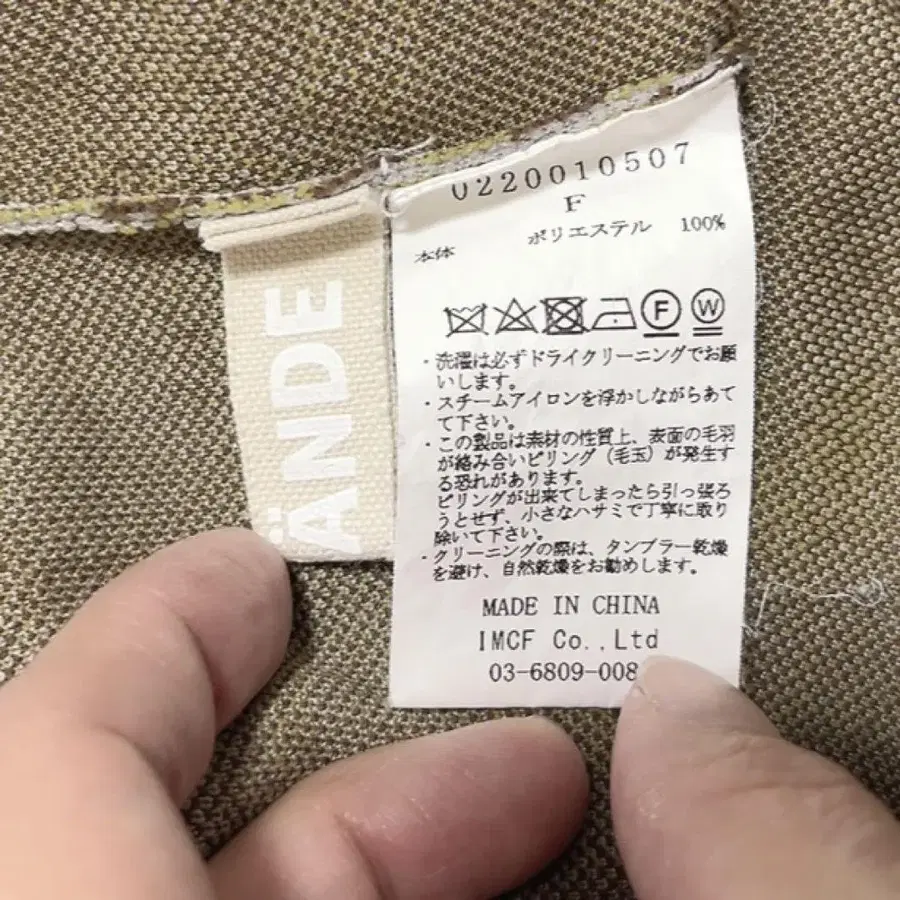 0220010507
F
本体 ポリエステル 100%
F W
・洗濯は必ずドライクリーニングでお願
いします。
・スチームアイロンを浮かしながらあて
て下さい。
・この製品は素材の性質上、表面の毛羽
が絡み合いピリング（毛玉）が発生す
る恐れがあります。
ピリングが出来てしまったら引っ張ろ
うとせず、小さなハサミで丁寧に取り
除いて下さい。
・クリーニングの際は、タンブラー乾燥
を避け、自然乾燥をお勧めします。
MADE IN CHINA
IMCF Co.,Ltd
03-6809-008
ÄNDE